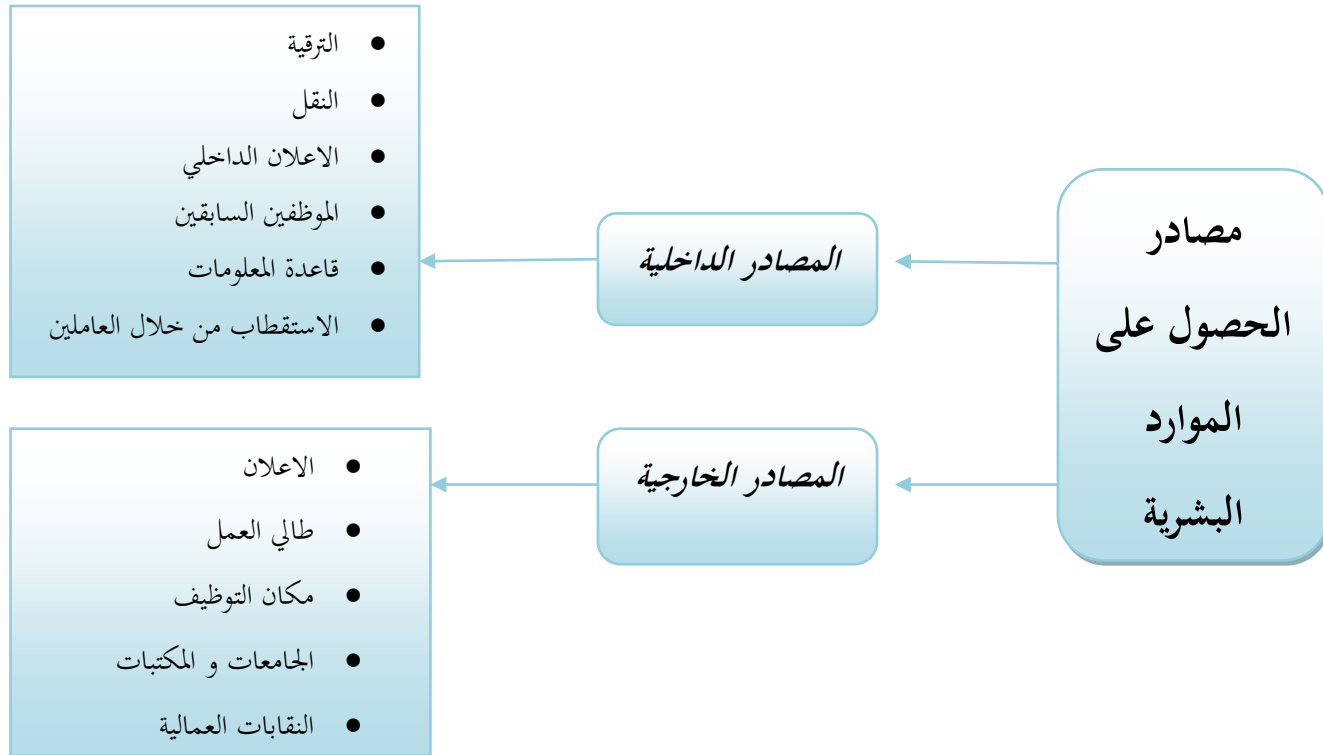 مصادر
الحصول على
الموارد
البشرية
المصادر الداخلية
● الترقية
● النقل
● الاعلان الداخلي
● الموظفين السابقين
● قاعدة المعلومات
● الاستقطاب من خلال العاملين
المصادر الخارجية
● الاعلان
● طالي العمل
● مكان التوظيف
● الجامعات و المكتبات
● النقابات العمالية